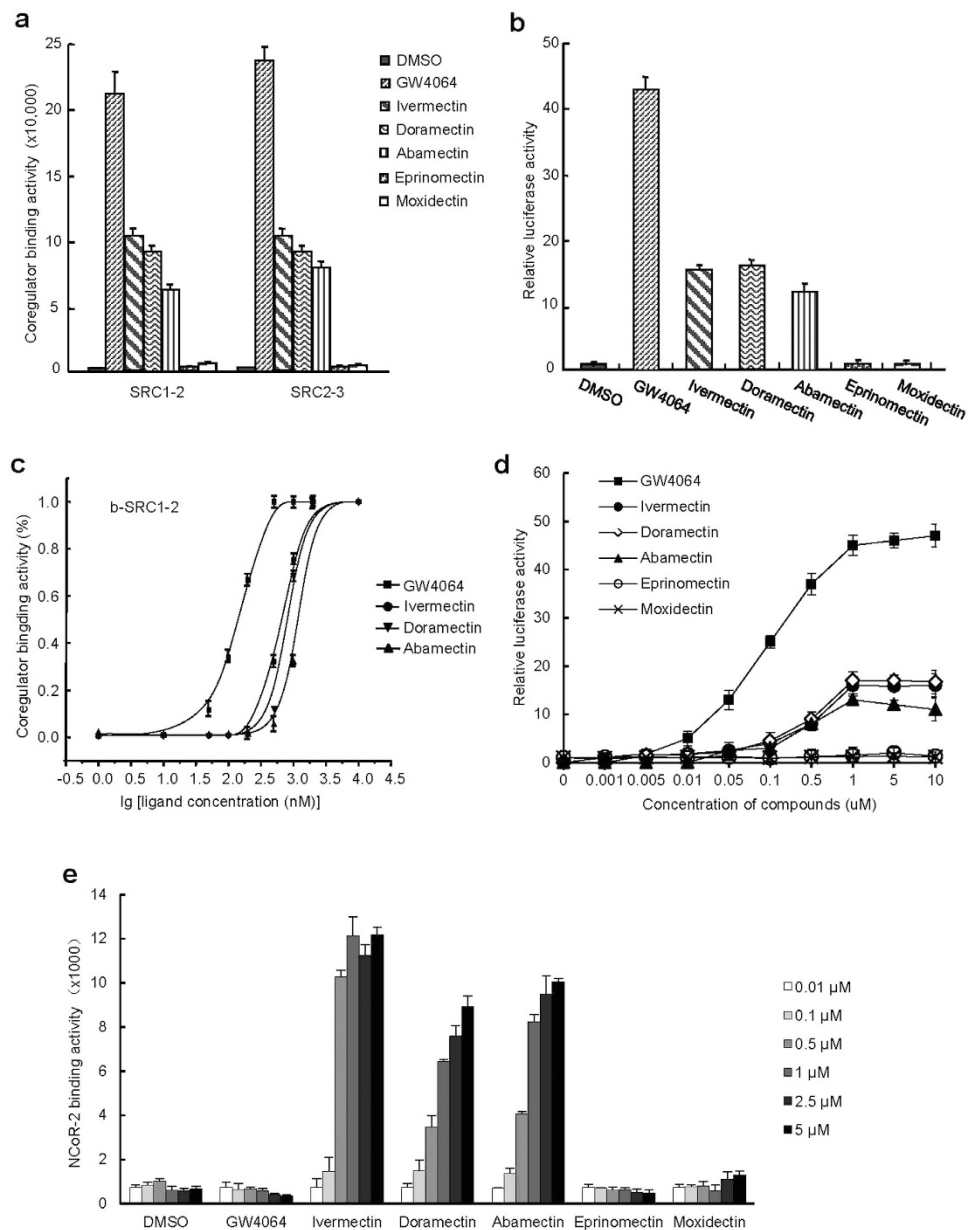 a
Coregulator binding activity (x10,000)
25
20
15
10
5
0
SRC1-2
SRC2-3
DMSO
GW4064
Ivermectin
Doramectin
Abamectin
Eprinomectin
Moxidectin
b
Relative luciferase activity
50
40
30
20
10
0
DMSO
GW4064
Ivermectin
Doramectin
Abamectin
Eprinomectin
Moxidectin
c
Coregulator bingding activity (%)
b-SRC1-2
1.0
0.8
0.6
0.4
0.2
0.0
-0.5 0.0 0.5 1.0 1.5 2.0 2.5 3.0 3.5 4.0 4.5
lg [ligand concentration (nM)]
GW4064
Ivermectin
Doramectin
Abamectin
d
Relative luciferase activity
60
50
40
30
20
10
0
0 0.001 0.005 0.01 0.05 0.1 0.5 1 5 10
Concentration of compounds (uM)
GW4064
Ivermectin
Doramectin
Abamectin
Eprinomectin
Moxidectin
e
NCoR-2 binding activity (x1000)
14
12
10
8
6
4
2
0
DMSO GW4064 Ivermectin Doramectin Abamectin Eprinomectin Moxidectin
0.01 µM
0.1 µM
0.5 µM
1 µM
2.5 µM
5 µM